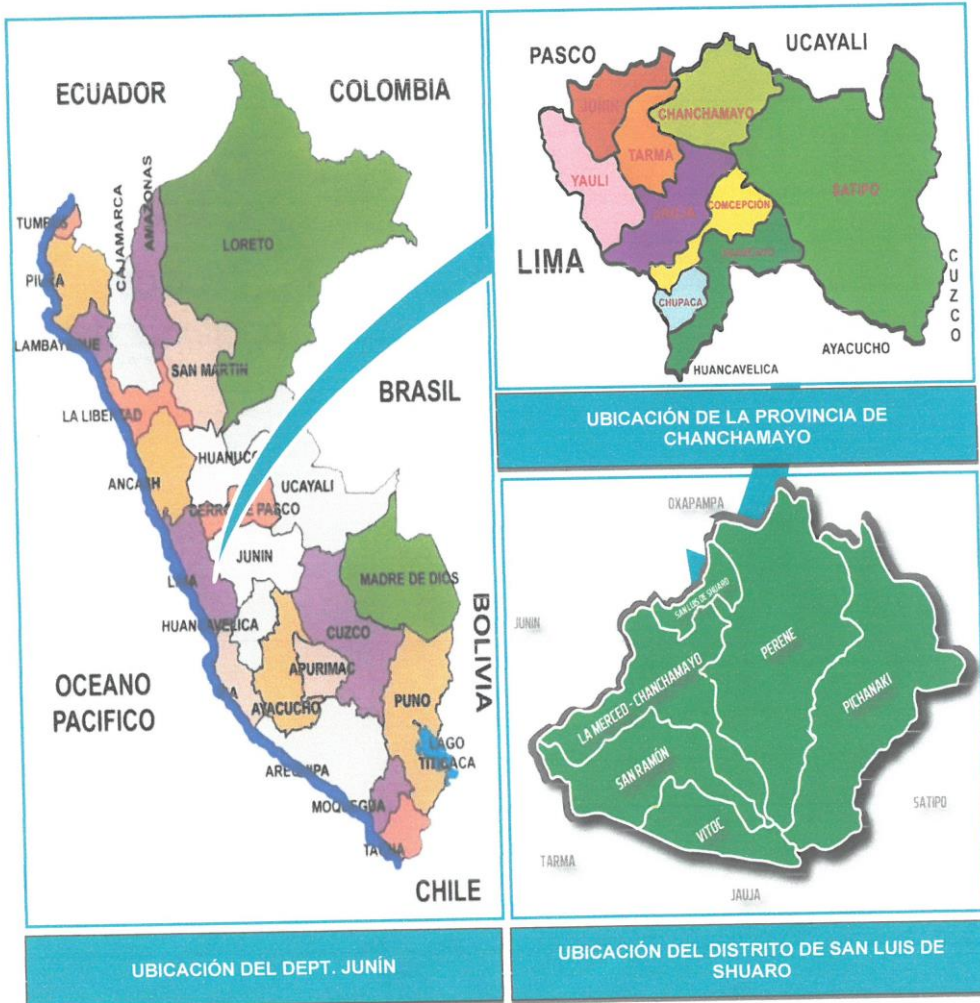 ECUADOR
COLOMBIA
TUMBES
CAJAMARCA
AMAZONAS
LORETO
PIURA
LAMBAYEQUE
SAN MARTIN
BRASIL
LA LIBERTAD
HUANUCO
ANCASH
UCAYALI
CERRO DE PASCO
JUNIN
LIMA
MADRE DE DIOS
HUANCAVELICA
CUZCO
BOLIVIA
APURIMAC
OCEANO
PACIFICO
AYACUCHO
PUNO
LAGO
TITICACA
AREQUIPA
MOQUEGUA
TACNA
CHILE
UBICACIÓN DEL DEPT. JUNÍN
PASCO
UCAYALI
JUNIN
CHANCHAMAYO
TARMA
YAULI
SATIPO
JAUJA
COMCEPCIÓN
LIMA
HUANCAYO
CUZCO
CHUPACA
AYACUCHO
HUANCAVELICA
UBICACIÓN DE LA PROVINCIA DE
CHANCHAMAYO
OXAPAMPA
SAN LUIS DE SHUARO
JUNIN
PERENE
LA MERCED - CHANCHAMAYO
PICHANAKI
SAN RAMÓN
SATIPO
VITOC
TARMA
JAUJA
UBICACIÓN DEL DISTRITO DE SAN LUIS DE
SHUARO